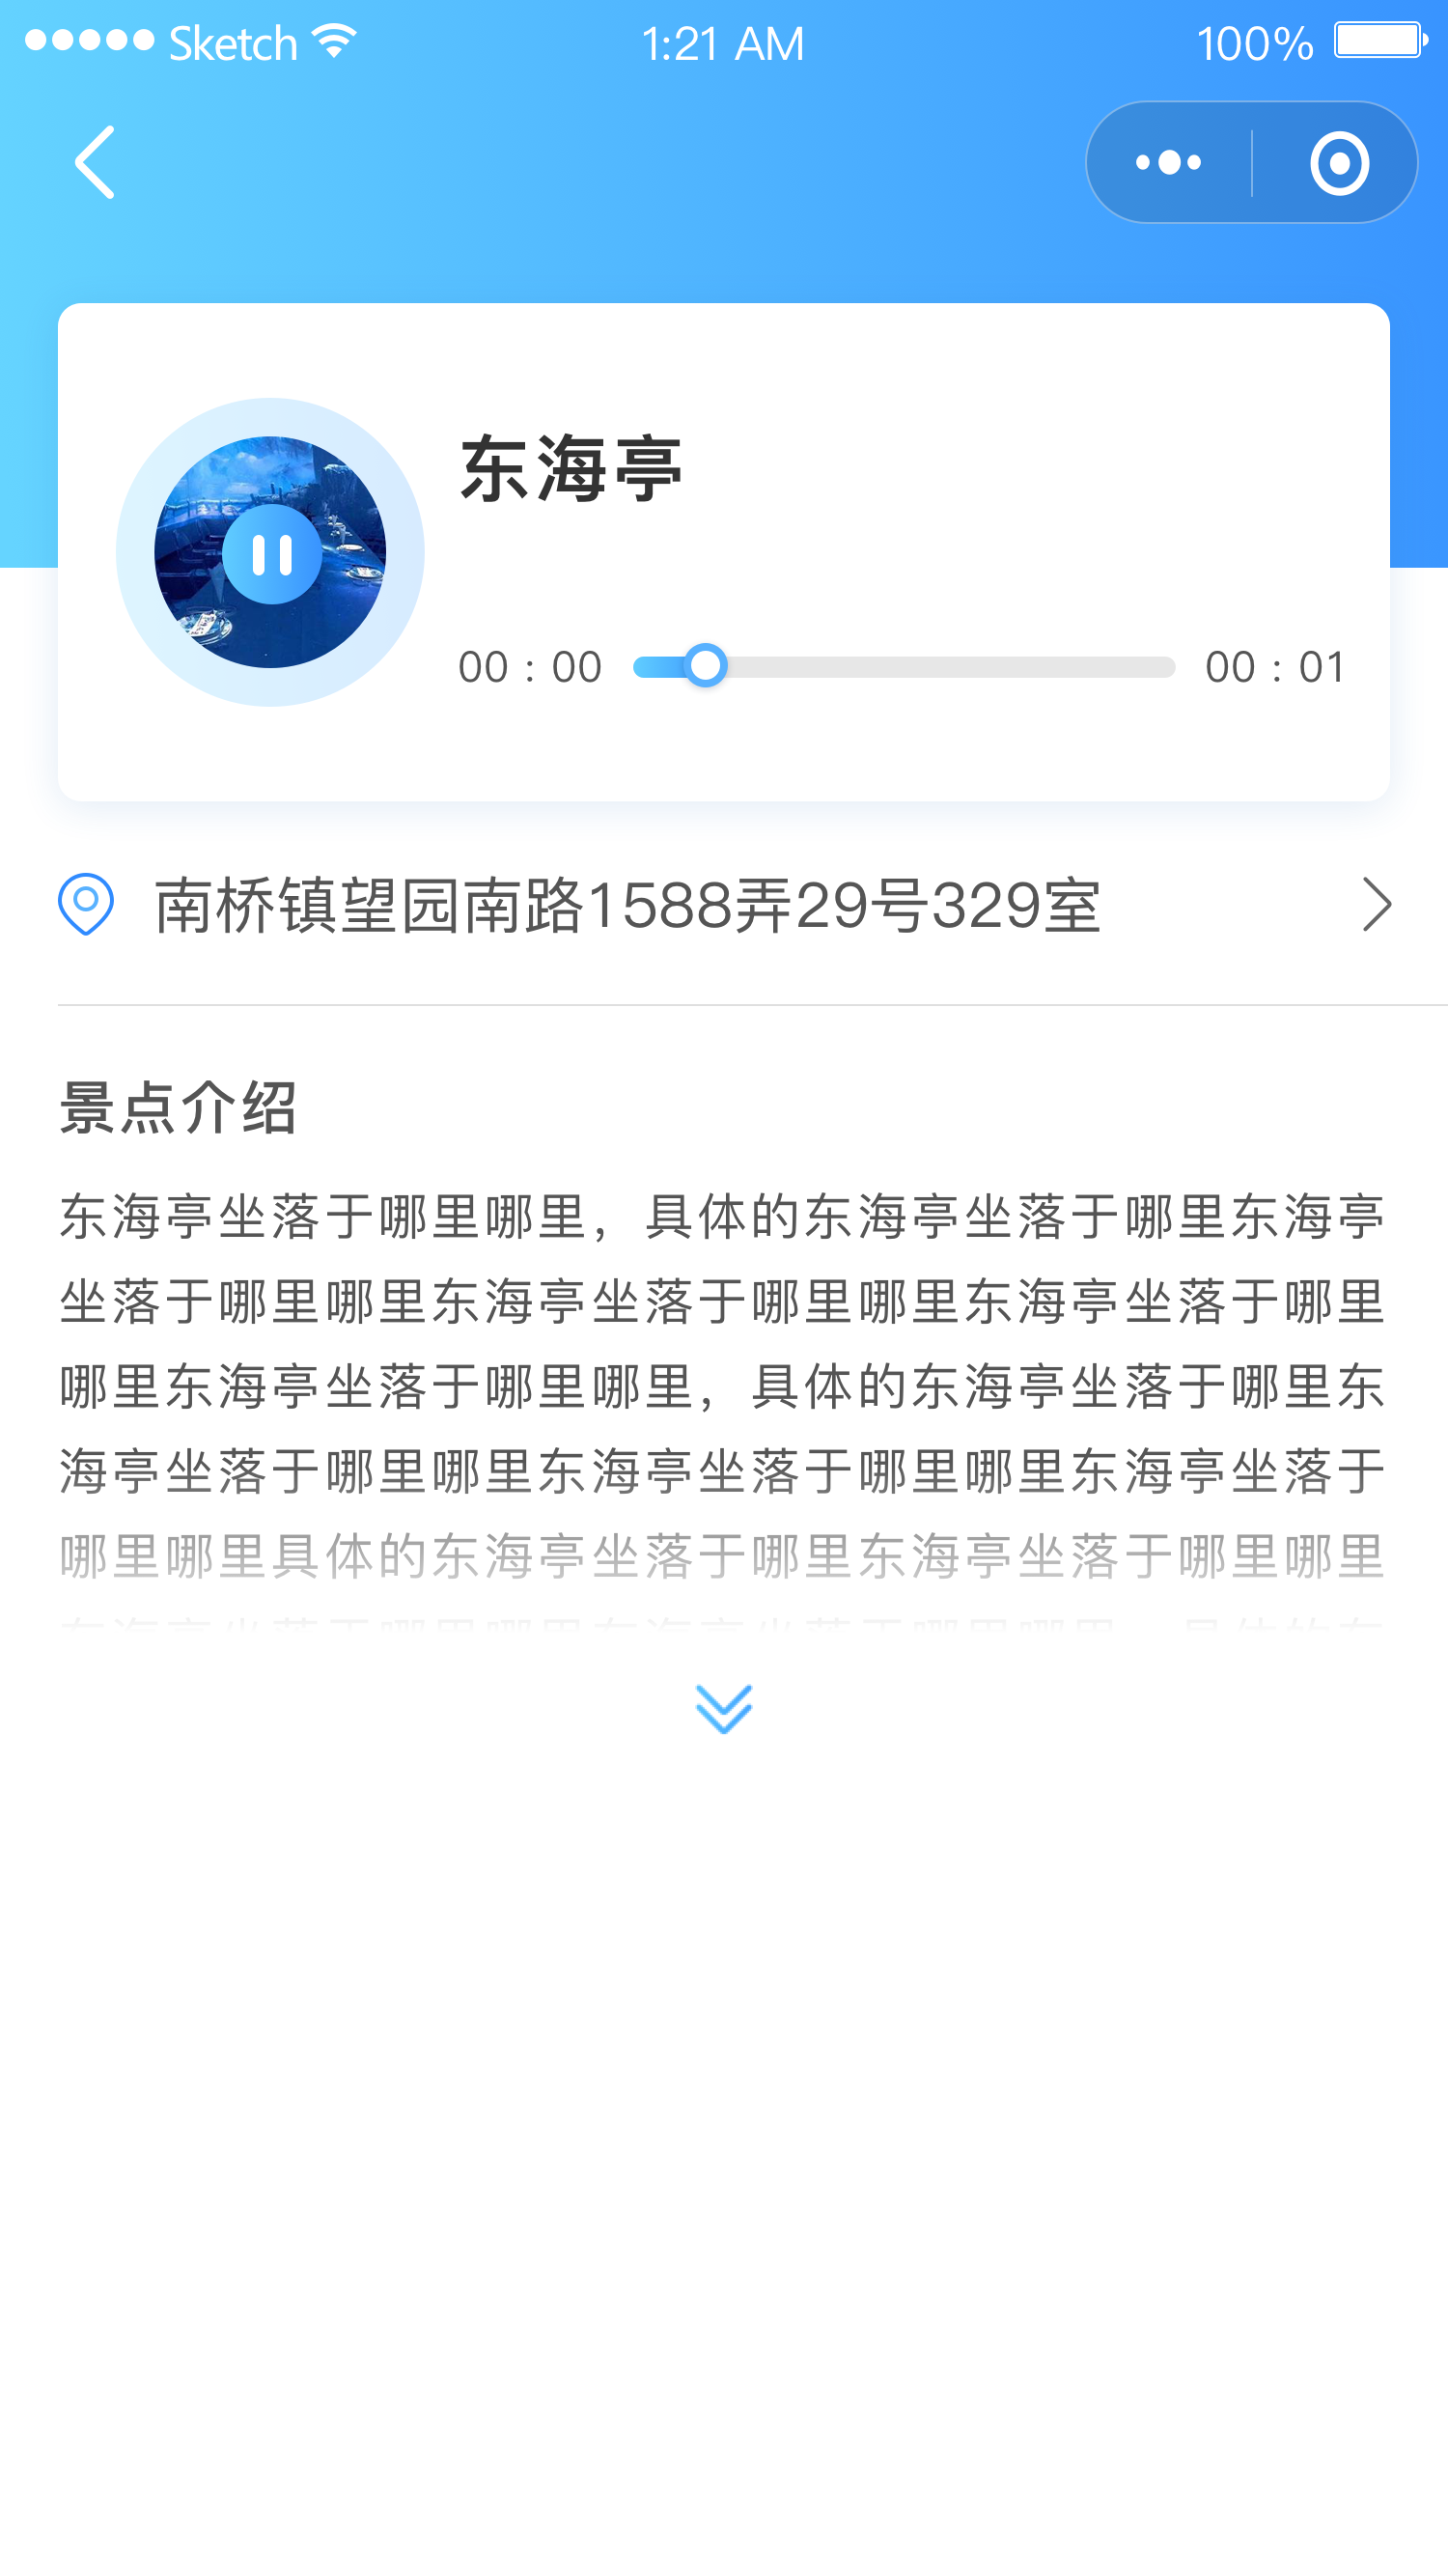 Sketch 1:21 AM 100%
东海亭
00 : 00 00 : 01
南桥镇望园南路1588弄29号329室
景点介绍
东海亭坐落于哪里哪里，具体的东海亭坐落于哪里东海亭
坐落于哪里哪里东海亭坐落于哪里哪里东海亭坐落于哪里
哪里东海亭坐落于哪里哪里，具体的东海亭坐落于哪里东
海亭坐落于哪里哪里东海亭坐落于哪里哪里东海亭坐落于
哪里哪里具体的东海亭坐落于哪里东海亭坐落于哪里哪里